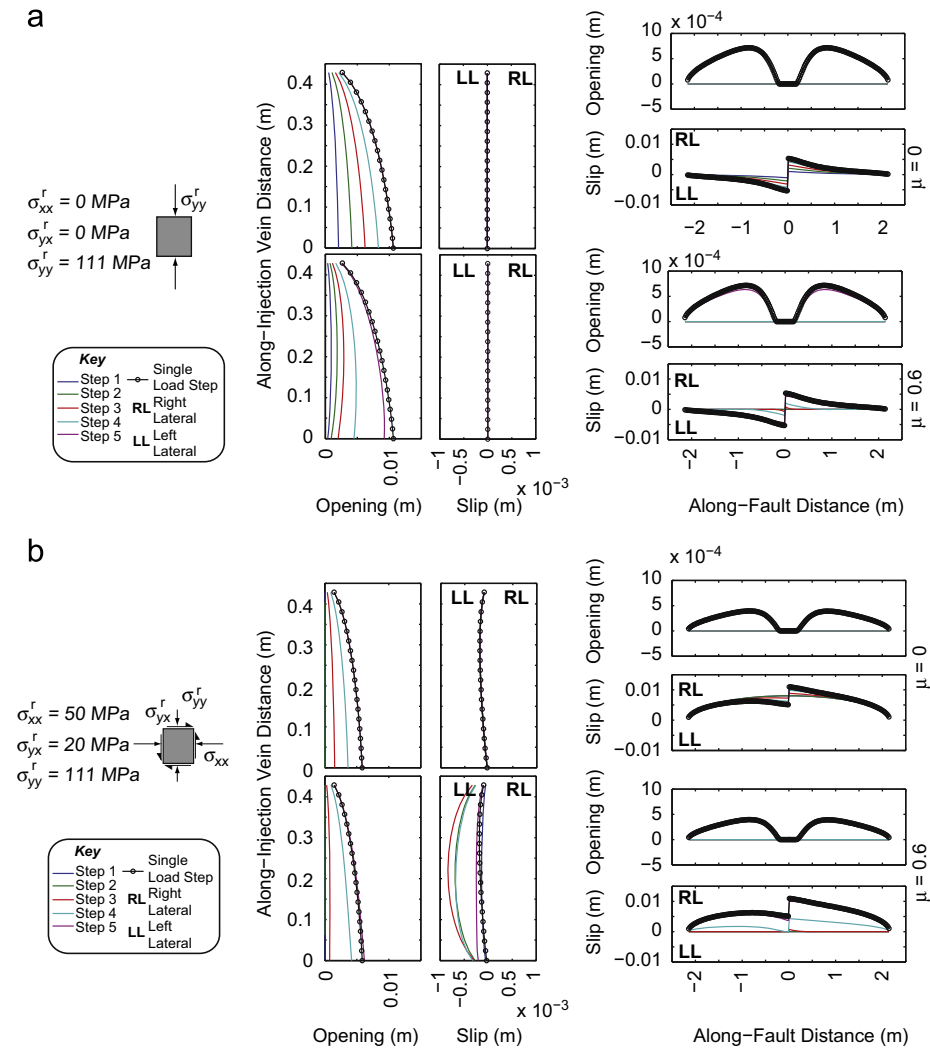 a
σ^r_xx = 0 MPa
σ^r_yx = 0 MPa
σ^r_yy = 111 MPa
σ^r_yy
Key
Step 1
Step 2
Step 3
Step 4
Step 5
Single
Load Step
RL Right
Lateral
LL Left
Lateral
Along−Injection Vein Distance (m)
0.4
0.3
0.2
0.1
0
LL RL
0.4
0.3
0.2
0.1
0
LL RL
0
0.01
Opening (m)
−1
−0.5
0
0.5
1
x 10⁻³
Slip (m)
x 10⁻⁴
10
5
0
−5
Opening (m)
0.01
0
−0.01
Slip (m)
RL
LL
μ = 0
−2 −1 0 1 2
10
5
0
−5
x 10⁻⁴
Opening (m)
0.01
0
−0.01
Slip (m)
RL
LL
μ = 0.6
−2
−1
0
1
2
Along−Fault Distance (m)
b
σ^r_xx = 50 MPa
σ^r_yx = 20 MPa
σ^r_yy = 111 MPa
σ^r_yx
σ^r_yy
σ_xx
Key
Step 1
Step 2
Step 3
Step 4
Step 5
Single
Load Step
RL Right
Lateral
LL Left
Lateral
Along−Injection Vein Distance (m)
0.4
0.3
0.2
0.1
0
LL RL
0.4
0.3
0.2
0.1
0
LL RL
0
0.01
Opening (m)
−1
−0.5
0
0.5
1
x 10⁻³
Slip (m)
x 10⁻⁴
10
5
0
−5
Opening (m)
0.01
0
−0.01
Slip (m)
RL
LL
μ = 0
−2 −1 0 1 2
x 10⁻⁴
10
5
0
−5
Opening (m)
0.01
0
−0.01
Slip (m)
RL
LL
μ = 0.6
−2
−1
0
1
2
Along−Fault Distance (m)